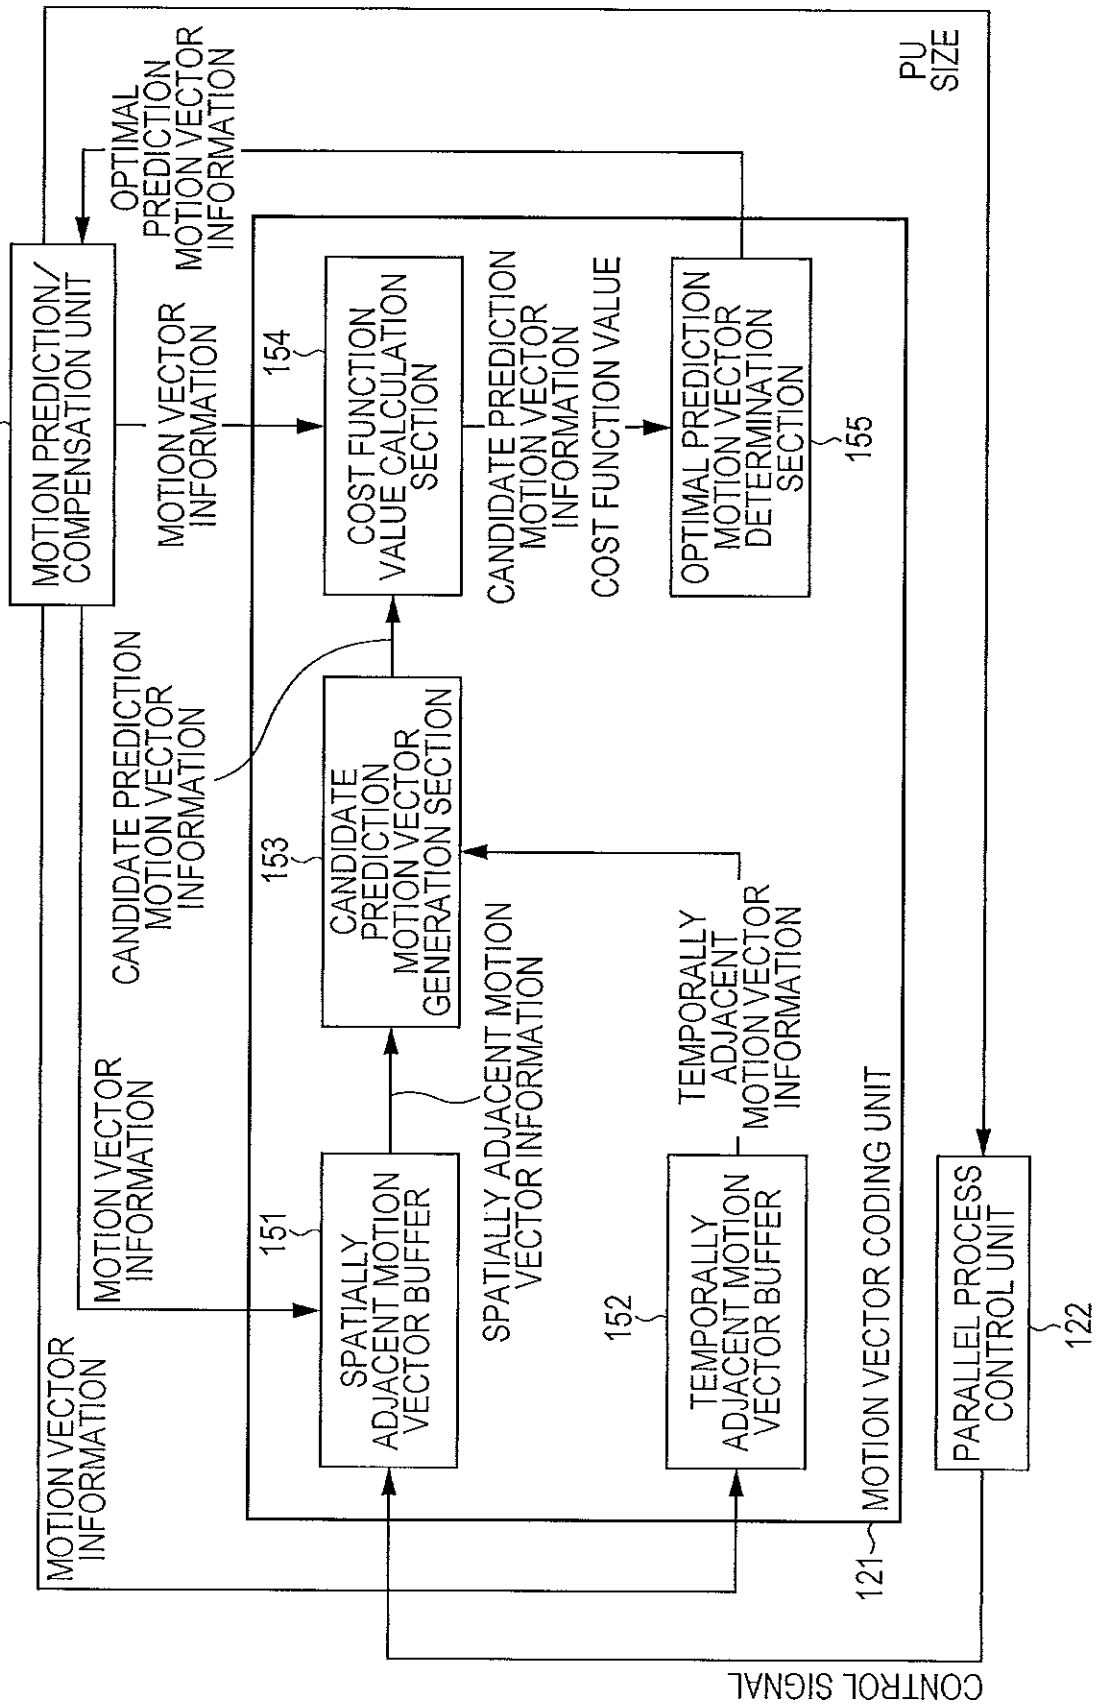 MOTION PREDICTION/
COMPENSATION UNIT
MOTION VECTOR
INFORMATION
MOTION VECTOR
INFORMATION
CANDIDATE PREDICTION
MOTION VECTOR
INFORMATION
MOTION VECTOR
INFORMATION
OPTIMAL
PREDICTION
MOTION VECTOR
INFORMATION
151
SPATIALLY
ADJACENT MOTION
VECTOR BUFFER
SPATIALLY ADJACENT MOTION
VECTOR INFORMATION
153
CANDIDATE
PREDICTION
MOTION VECTOR
GENERATION SECTION
154
COST FUNCTION
VALUE CALCULATION
SECTION
CANDIDATE PREDICTION
MOTION VECTOR
INFORMATION
COST FUNCTION VALUE
152
TEMPORALLY
ADJACENT MOTION
VECTOR BUFFER
TEMPORALLY
ADJACENT
MOTION VECTOR
INFORMATION
OPTIMAL PREDICTION
MOTION VECTOR
DETERMINATION
SECTION
155
121
MOTION VECTOR CODING UNIT
PU
SIZE
PARALLEL PROCESS
CONTROL UNIT
122
CONTROL SIGNAL